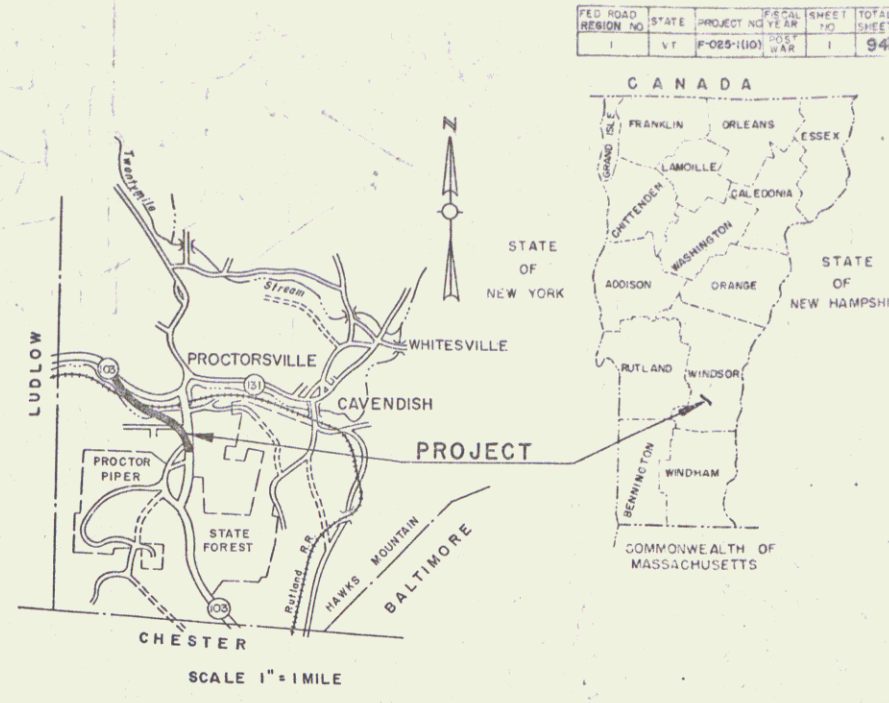 FED ROAD REGION NO
STATE
PROJECT NO
FISCAL YEAR
SHEET NO
TOTAL SHEET
1
VT
F-025-1(10)
POST WAR
1
94
CANADA
GRAND ISLE
FRANKLIN
ORLEANS
ESSEX
LAMOILLE
CHITTENDEN
CALEDONIA
WASHINGTON
ADDISON
ORANGE
RUTLAND
WINDSOR
BENNINGTON
WINDHAM
STATE
OF
NEW YORK
STATE
OF
NEW HAMPSHI
COMMONWEALTH OF
MASSACHUSETTS
N
Twentymile
Stream
LUDLOW
103
PROCTORSVILLE
131
WHITESVILLE
CAVENDISH
PROJECT
PROCTOR
PIPER
STATE
FOREST
Rutland R.R.
HAWKS MOUNTAIN
BALTIMORE
103
CHESTER
SCALE 1" = 1 MILE